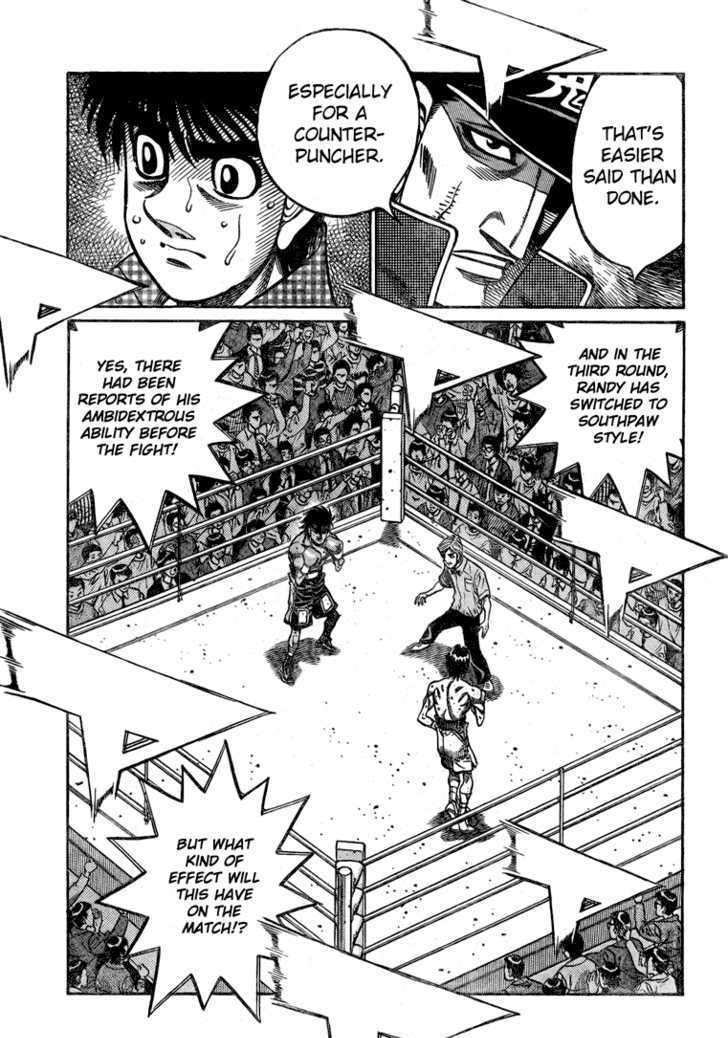 THAT'S
EASIER
SAID THAN
DONE.
ESPECIALLY
FOR A
COUNTER-
PUNCHER.
AND IN THE
THIRD ROUND,
RANDY HAS
SWITCHED TO
SOUTHPAW
STYLE!
YES, THERE
HAD BEEN
REPORTS OF HIS
AMBIDEXTROUS
ABILITY BEFORE
THE FIGHT!
BUT WHAT
KIND OF
EFFECT WILL
THIS HAVE
ON THE
MATCH!?